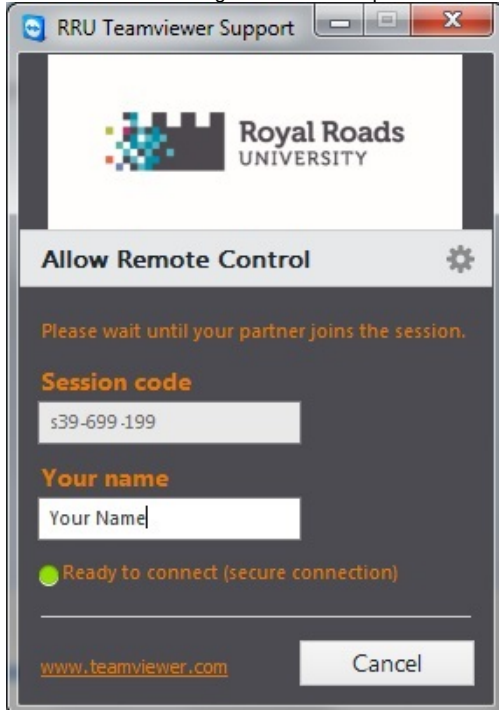 RRU Teamviewer Support
Royal Roads
UNIVERSITY
Allow Remote Control
Please wait until your partner joins the session.
Session code
s39-699-199
Your name
Your Name
Ready to connect (secure connection)
www.teamviewer.com
Cancel